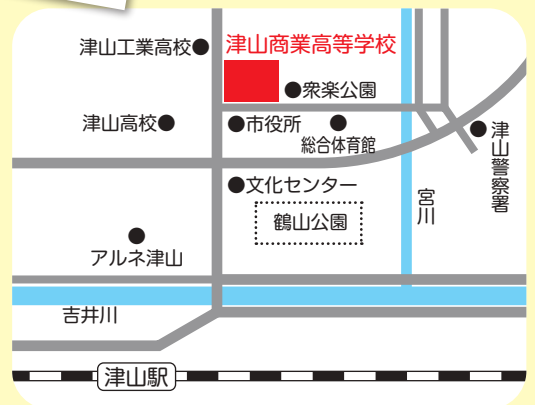 津山工業高校
津山商業高等学校
衆楽公園
津山高校
市役所
総合体育館
津山警察署
文化センター
鶴山公園
宮川
アルネ津山
吉井川
津山駅